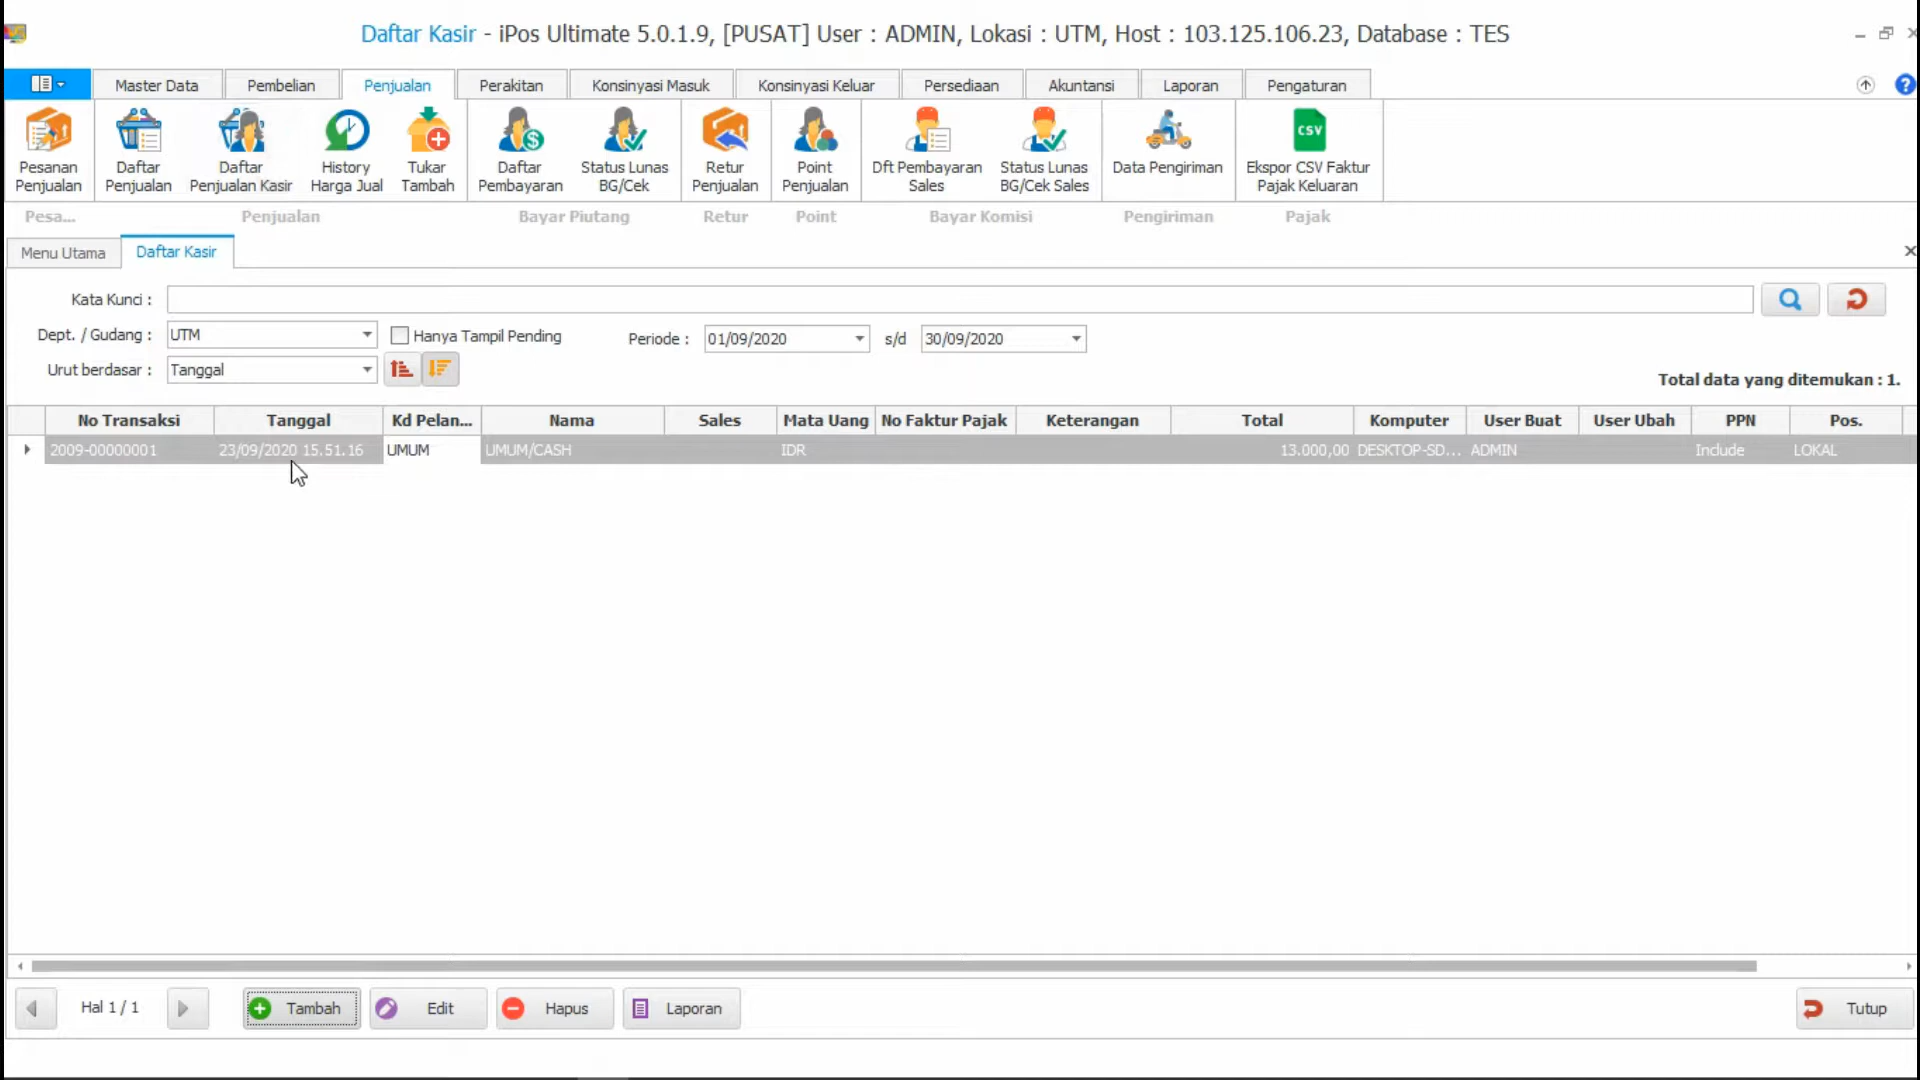 Daftar Kasir - iPos Ultimate 5.0.1.9, [PUSAT] User : ADMIN, Lokasi : UTM, Host : 103.125.106.23, Database : TES
Master Data Pembelian Penjualan Perakitan Konsinyasi Masuk Konsinyasi Keluar Persediaan Akuntansi Laporan Pengaturan ?
Pesanan Penjualan
Daftar Penjualan
Daftar Penjualan Kasir
History Harga Jual
Tukar Tambah
Daftar Pembayaran
Status Lunas BG/Cek
Retur Penjualan
Point Penjualan
Dft Pembayaran Sales
Status Lunas BG/Cek Sales
Data Pengiriman
CSV
Ekspor CSV Faktur Pajak Keluaran
Pesa... Penjualan Bayar Piutang Retur Point Bayar Komisi Pengiriman Pajak
Menu Utama Daftar Kasir
Kata Kunci :
Dept. / Gudang : UTM Hanya Tampil Pending Periode : 01/09/2020 s/d 30/09/2020
Urut berdasar : Tanggal
Total data yang ditemukan : 1.
No Transaksi Tanggal Kd Pelan... Nama Sales Mata Uang No Faktur Pajak Keterangan Total Komputer User Buat User Ubah PPN Pos.
2009-00000001 23/09/2020 15.51.16 UMUM UMUM/CASH IDR 13.000,00 DESKTOP-SD... ADMIN Include LOKAL
Hal 1 / 1 Tambah Edit Hapus Laporan Tutup